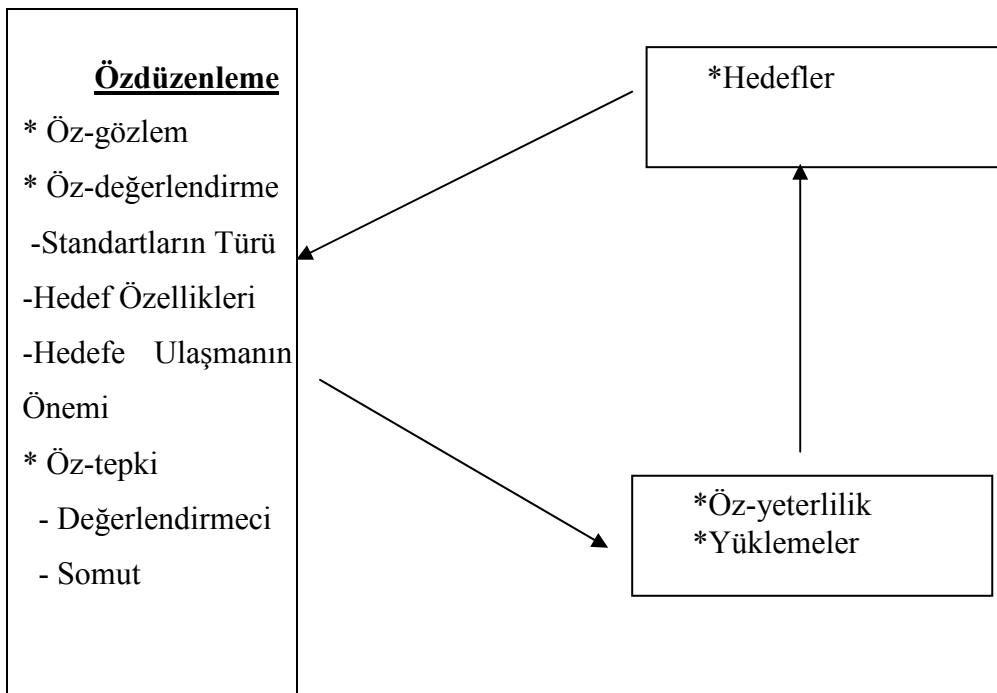 Özdüzenleme
* Öz-gözlem
* Öz-değerlendirme
-Standartların Türü
-Hedef Özellikleri
-Hedefe Ulaşmanın
Önemi
* Öz-tepki
- Değerlendirmeci
- Somut
*Hedefler
*Öz-yeterlilik
*Yüklemeler